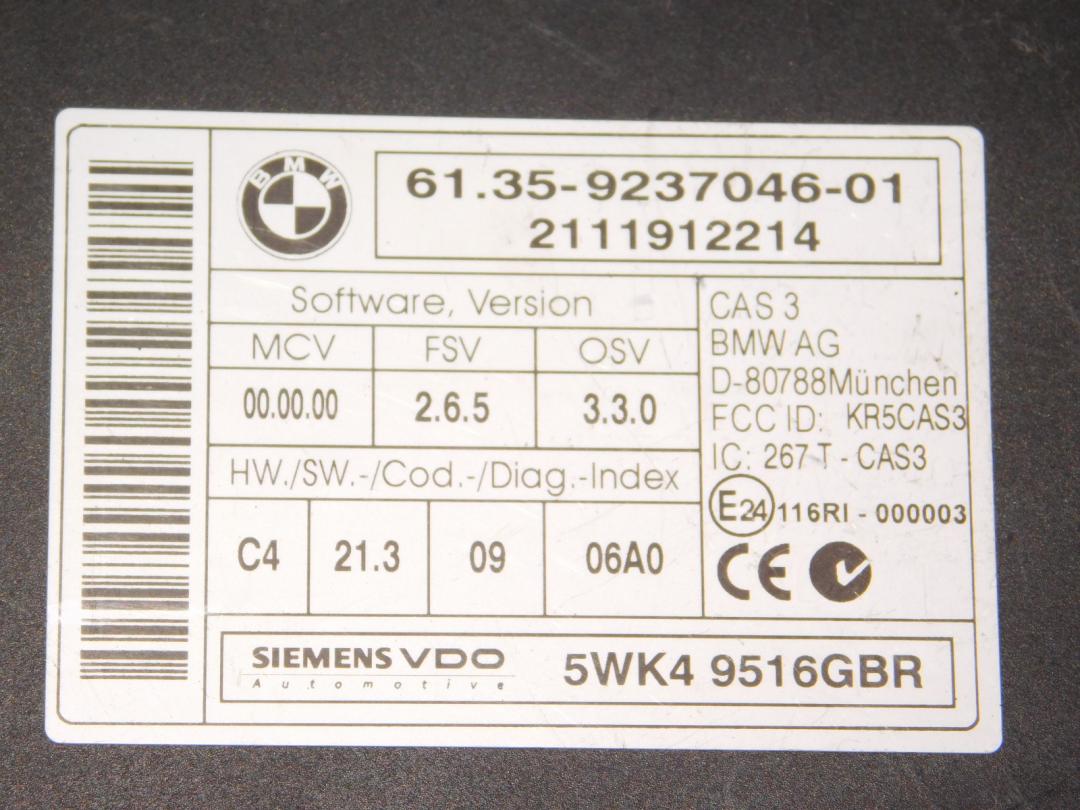 BMW
61.35-9237046-01
2111912214
Software, Version
MCV FSV OSV
00.00.00 2.6.5 3.3.0
HW./SW.-/Cod.-/Diag.-Index
C4 21.3 09 06A0
CAS 3
BMW AG
D-80788München
FCC ID: KR5CAS3
IC: 267 T - CAS3
E24 116RI - 000003
CE
SIEMENS VDO
Automotive
5WK4 9516GBR